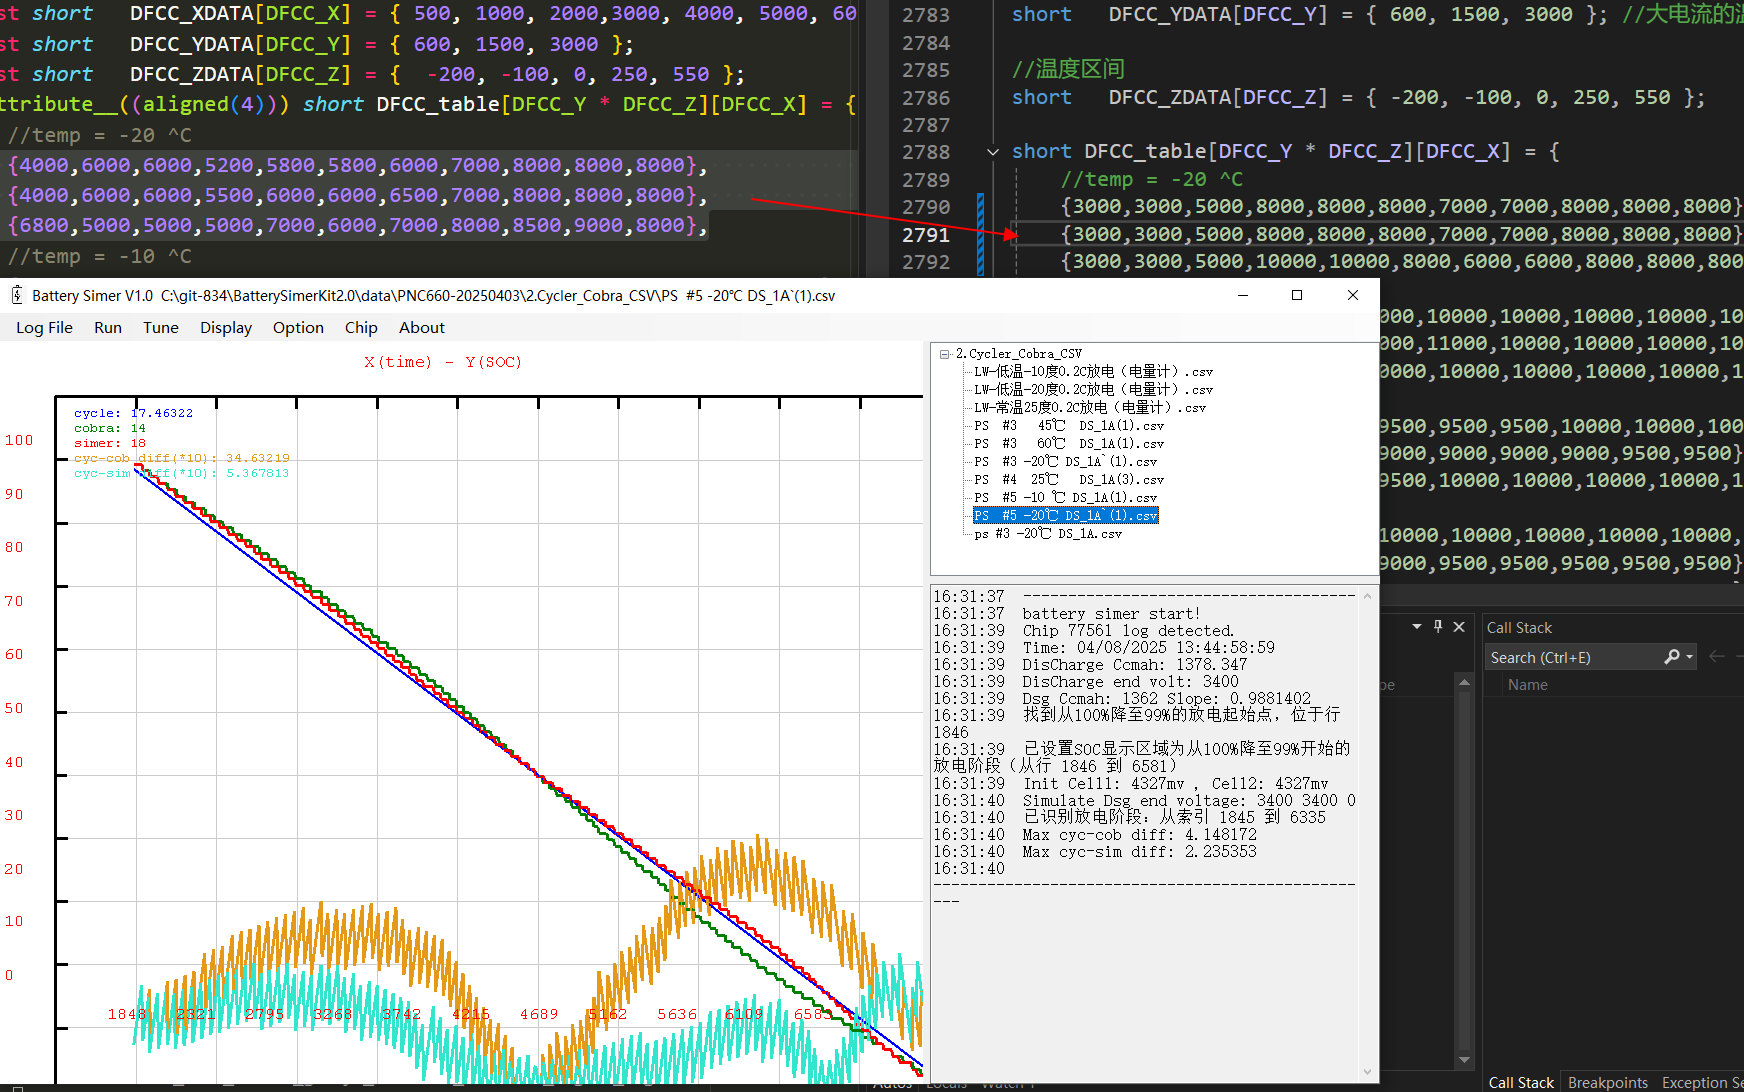 st short DFCC_XDATA[DFCC_X] = { 500, 1000, 2000,3000, 4000, 5000, 60
st short DFCC_YDATA[DFCC_Y] = { 600, 1500, 3000 };
st short DFCC_ZDATA[DFCC_Z] = { -200, -100, 0, 250, 550 };
ttribute__((aligned(4))) short DFCC_table[DFCC_Y * DFCC_Z][DFCC_X] = {
//temp = -20 ^C
{4000,6000,6000,5200,5800,5800,6000,7000,8000,8000,8000},
{4000,6000,6000,5500,6000,6000,6500,7000,8000,8000,8000},
{6800,5000,5000,5000,7000,6000,7000,8000,8500,9000,8000},
//temp = -10 ^C
2783 short DFCC_YDATA[DFCC_Y] = { 600, 1500, 3000 }; //大电流的温
2784
2785 //温度区间
2786 short DFCC_ZDATA[DFCC_Z] = { -200, -100, 0, 250, 550 };
2787
2788 short DFCC_table[DFCC_Y * DFCC_Z][DFCC_X] = {
2789 //temp = -20 ^C
2790 {3000,3000,5000,8000,8000,8000,7000,7000,8000,8000,8000}
2791 {3000,3000,5000,8000,8000,8000,7000,7000,8000,8000,8000}
2792 {3000,3000,5000,10000,10000,8000,6000,6000,8000,8000,800
000,10000,10000,10000,10000,10
000,11000,10000,10000,10000,10
000,10000,10000,10000,10000,10
9500,9500,9500,10000,10000,100
9000,9000,9000,9000,9500,9500}
9500,10000,10000,10000,10000,1
10000,10000,10000,10000,10000,
9000,9500,9500,9500,9500,9500}
Battery Simer V1.0 C:\git-834\BatterySimerKit2.0\data\PNC660-20250403\2.Cycler_Cobra_CSV\PS #5 -20℃ DS_1A`(1).csv
Log File Run Tune Display Option Chip About
X(time) - Y(SOC)
cycle: 17.46322
cobra: 14
simer: 18
cyc-cob diff(*10): 34.63219
cyc-sim diff(*10): 5.367813
100
90
80
70
60
50
40
30
20
10
0
1848 2321 2795 3268 3742 4215 4689 5162 5636 6109 6583
2.Cycler_Cobra_CSV
LW-低温-10度0.2C放电（电量计）.csv
LW-低温-20度0.2C放电（电量计）.csv
LW-常温25度0.2C放电（电量计）.csv
PS #3 45℃ DS_1A(1).csv
PS #3 60℃ DS_1A(1).csv
PS #3 -20℃ DS_1A`(1).csv
PS #4 25℃ DS_1A(3).csv
PS #5 -10 ℃ DS_1A(1).csv
PS #5 -20℃ DS_1A`(1).csv
ps #3 -20℃ DS_1A.csv
16:31:37 -------------------------------------
16:31:37 battery simer start!
16:31:39 Chip 77561 log detected.
16:31:39 Time: 04/08/2025 13:44:58:59
16:31:39 DisCharge Ccmah: 1378.347
16:31:39 DisCharge end volt: 3400
16:31:39 Dsg Ccmah: 1362 Slope: 0.9881402
16:31:39 找到从100%降至99%的放电起始点，位于行
1846
16:31:39 已设置SOC显示区域为从100%降至99%开始的
放电阶段（从行 1846 到 6581）
16:31:39 Init Cell1: 4327mv , Cell2: 4327mv
16:31:40 Simulate Dsg end voltage: 3400 3400 0
16:31:40 已识别放电阶段：从索引 1845 到 6335
16:31:40 Max cyc-cob diff: 4.148172
16:31:40 Max cyc-sim diff: 2.235353
16:31:40
-----------------------------------------------
---
Call Stack
Search (Ctrl+E)
pe
Name
Autos Locals Watch 1
Call Stack Breakpoints Exception Se